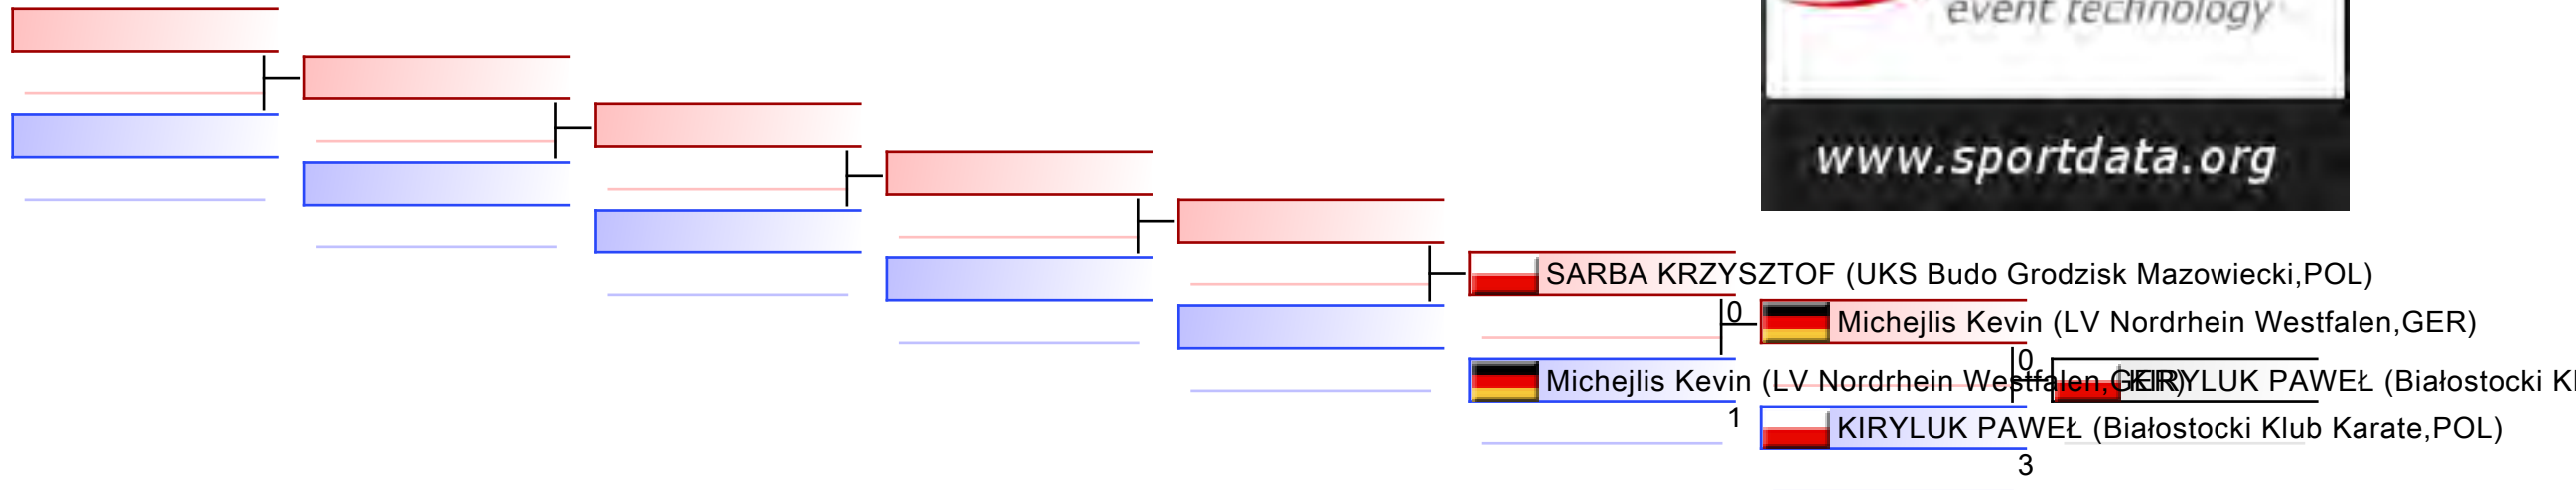 event technology
www.sportdata.org
SARBA KRZYSZTOF (UKS Budo Grodzisk Mazowiecki,POL)
0
Michejlis Kevin (LV Nordrhein Westfalen,GER)
0
Michejlis Kevin (LV Nordrhein Westfalen,GER)
KIRYLUK PAWEŁ (Białostocki
1
KIRYLUK PAWEŁ (Białostocki Klub Karate,POL)
3